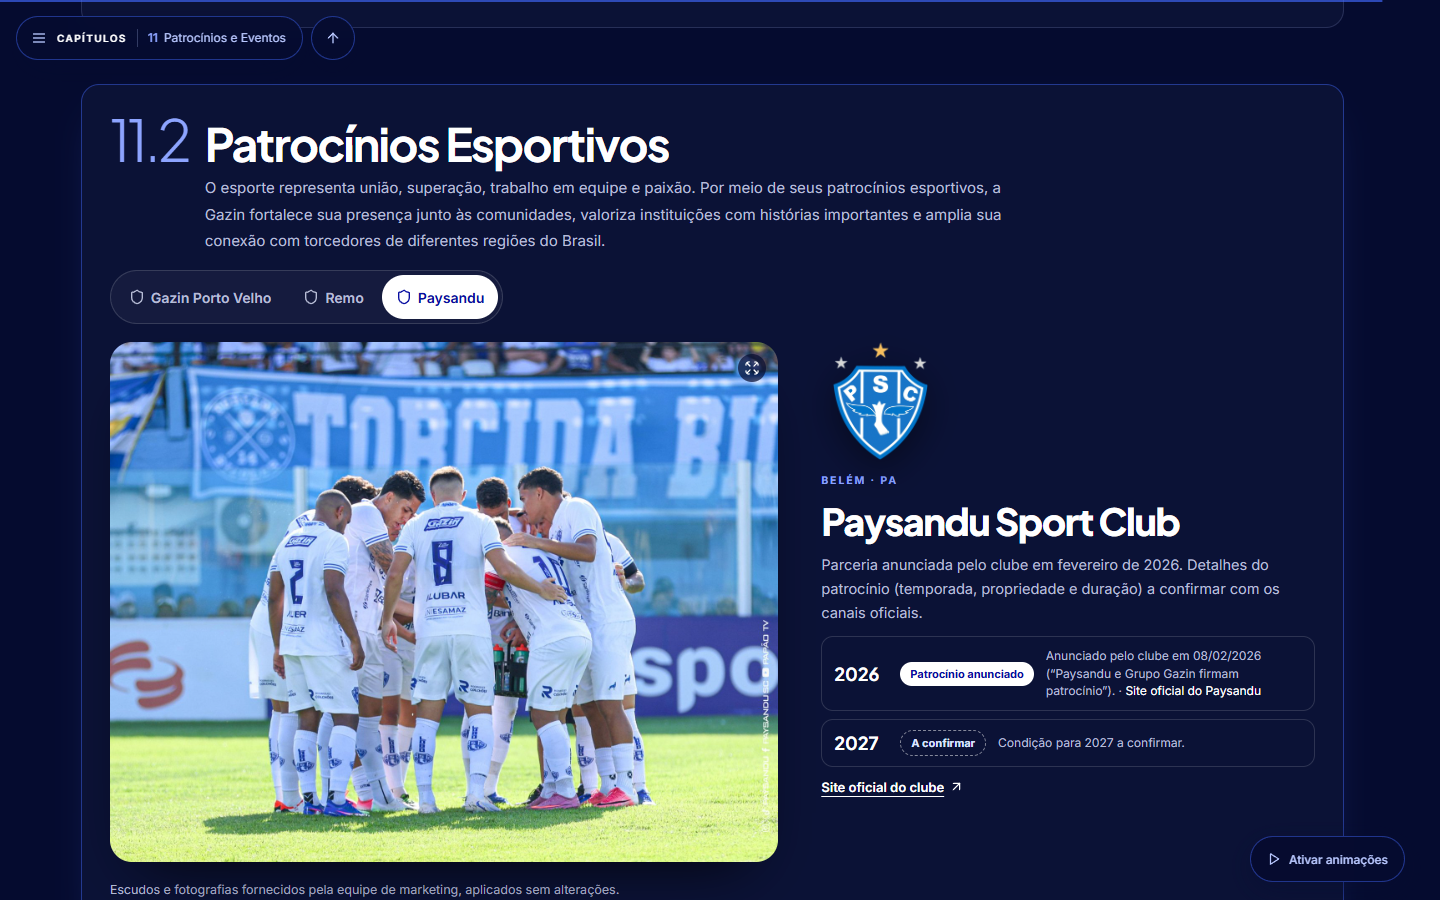 CAPÍTULOS
11 Patrocínios e Eventos
11.2 Patrocínios Esportivos
O esporte representa união, superação, trabalho em equipe e paixão. Por meio de seus patrocínios esportivos, a
Gazin fortalece sua presença junto às comunidades, valoriza instituições com histórias importantes e amplia sua
conexão com torcedores de diferentes regiões do Brasil.
Gazin Porto Velho
Remo
Paysandu
TORCIDA
8
2
10
spo
P S C
BELÉM · PA
Paysandu Sport Club
Parceria anunciada pelo clube em fevereiro de 2026. Detalhes do
patrocínio (temporada, propriedade e duração) a confirmar com os
canais oficiais.
2026
Patrocínio anunciado
Anunciado pelo clube em 08/02/2026
(“Paysandu e Grupo Gazin firmam
patrocínio”). · Site oficial do Paysandu
2027
A confirmar
Condição para 2027 a confirmar.
Site oficial do clube
Ativar animações
Escudos e fotografias fornecidos pela equipe de marketing, aplicados sem alterações.